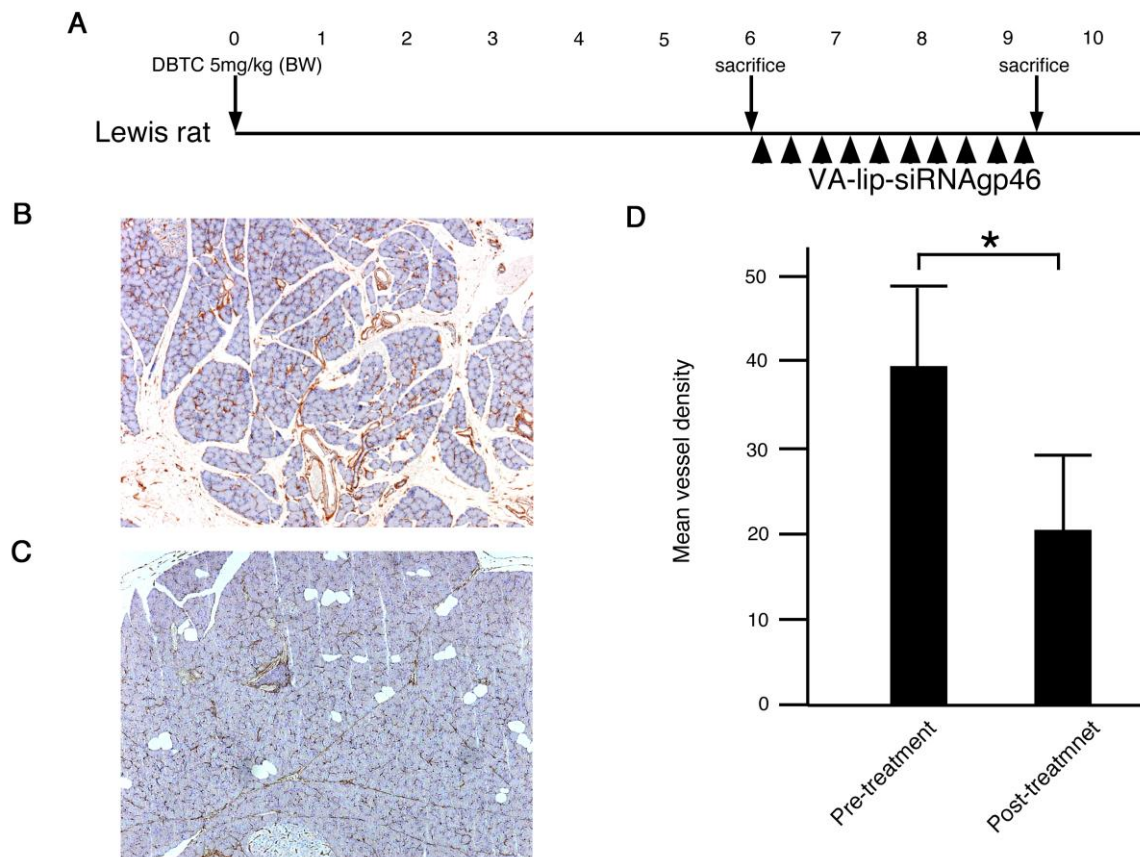 A
0 1 2 3 4 5 6 7 8 9 10
DBTC 5mg/kg (BW) sacrifice sacrifice
Lewis rat
VA-lip-siRNAgp46
B
C
D
*
Mean vessel density
50
40
30
20
10
0
Pre-treatment
Post-treatmnet